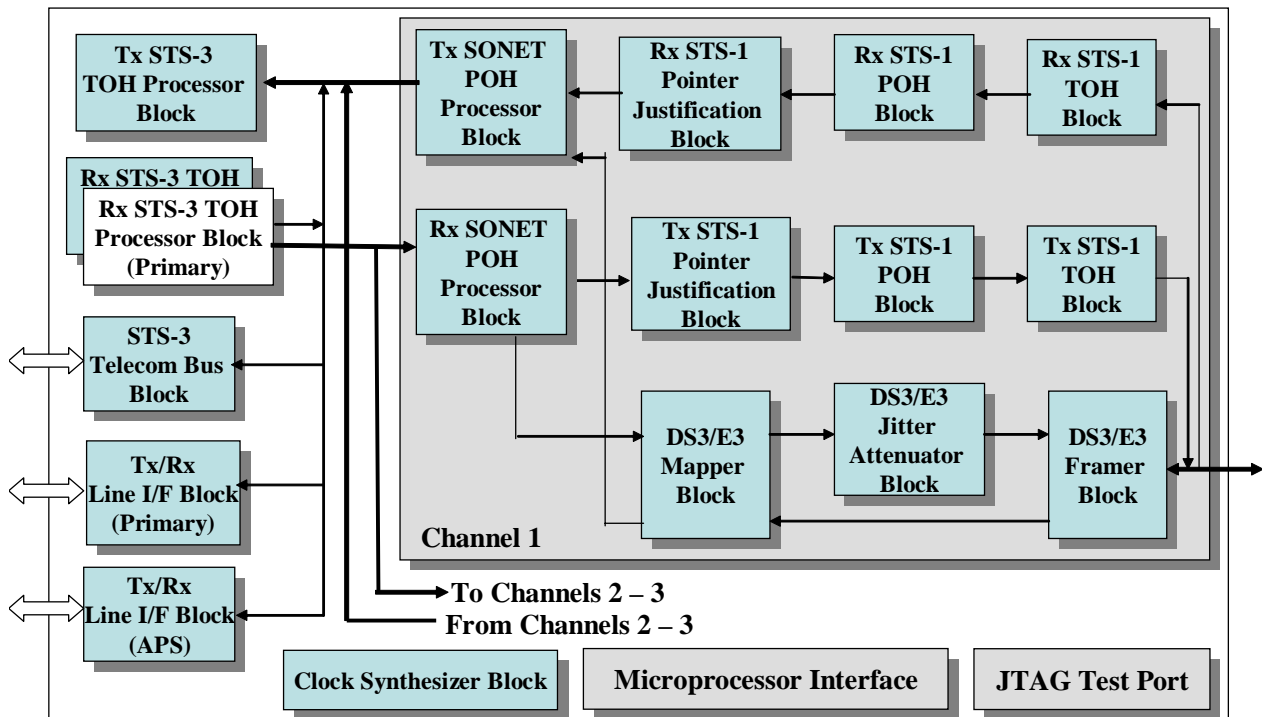 Tx STS-3
TOH Processor
Block
Rx STS-3 TOH
Rx STS-3 TOH
Processor Block
(Primary)
STS-3
Telecom Bus
Block
Tx/Rx
Line I/F Block
(Primary)
Tx/Rx
Line I/F Block
(APS)
Tx SONET
POH
Processor
Block
Rx STS-1
Pointer
Justification
Block
Rx STS-1
POH
Block
Rx STS-1
TOH
Block
Rx SONET
POH
Processor
Block
Tx STS-1
Pointer
Justification
Block
Tx STS-1
POH
Block
Tx STS-1
TOH
Block
DS3/E3
Mapper
Block
DS3/E3
Jitter
Attenuator
Block
DS3/E3
Framer
Block
Channel 1
To Channels 2 – 3
From Channels 2 – 3
Clock Synthesizer Block
Microprocessor Interface
JTAG Test Port